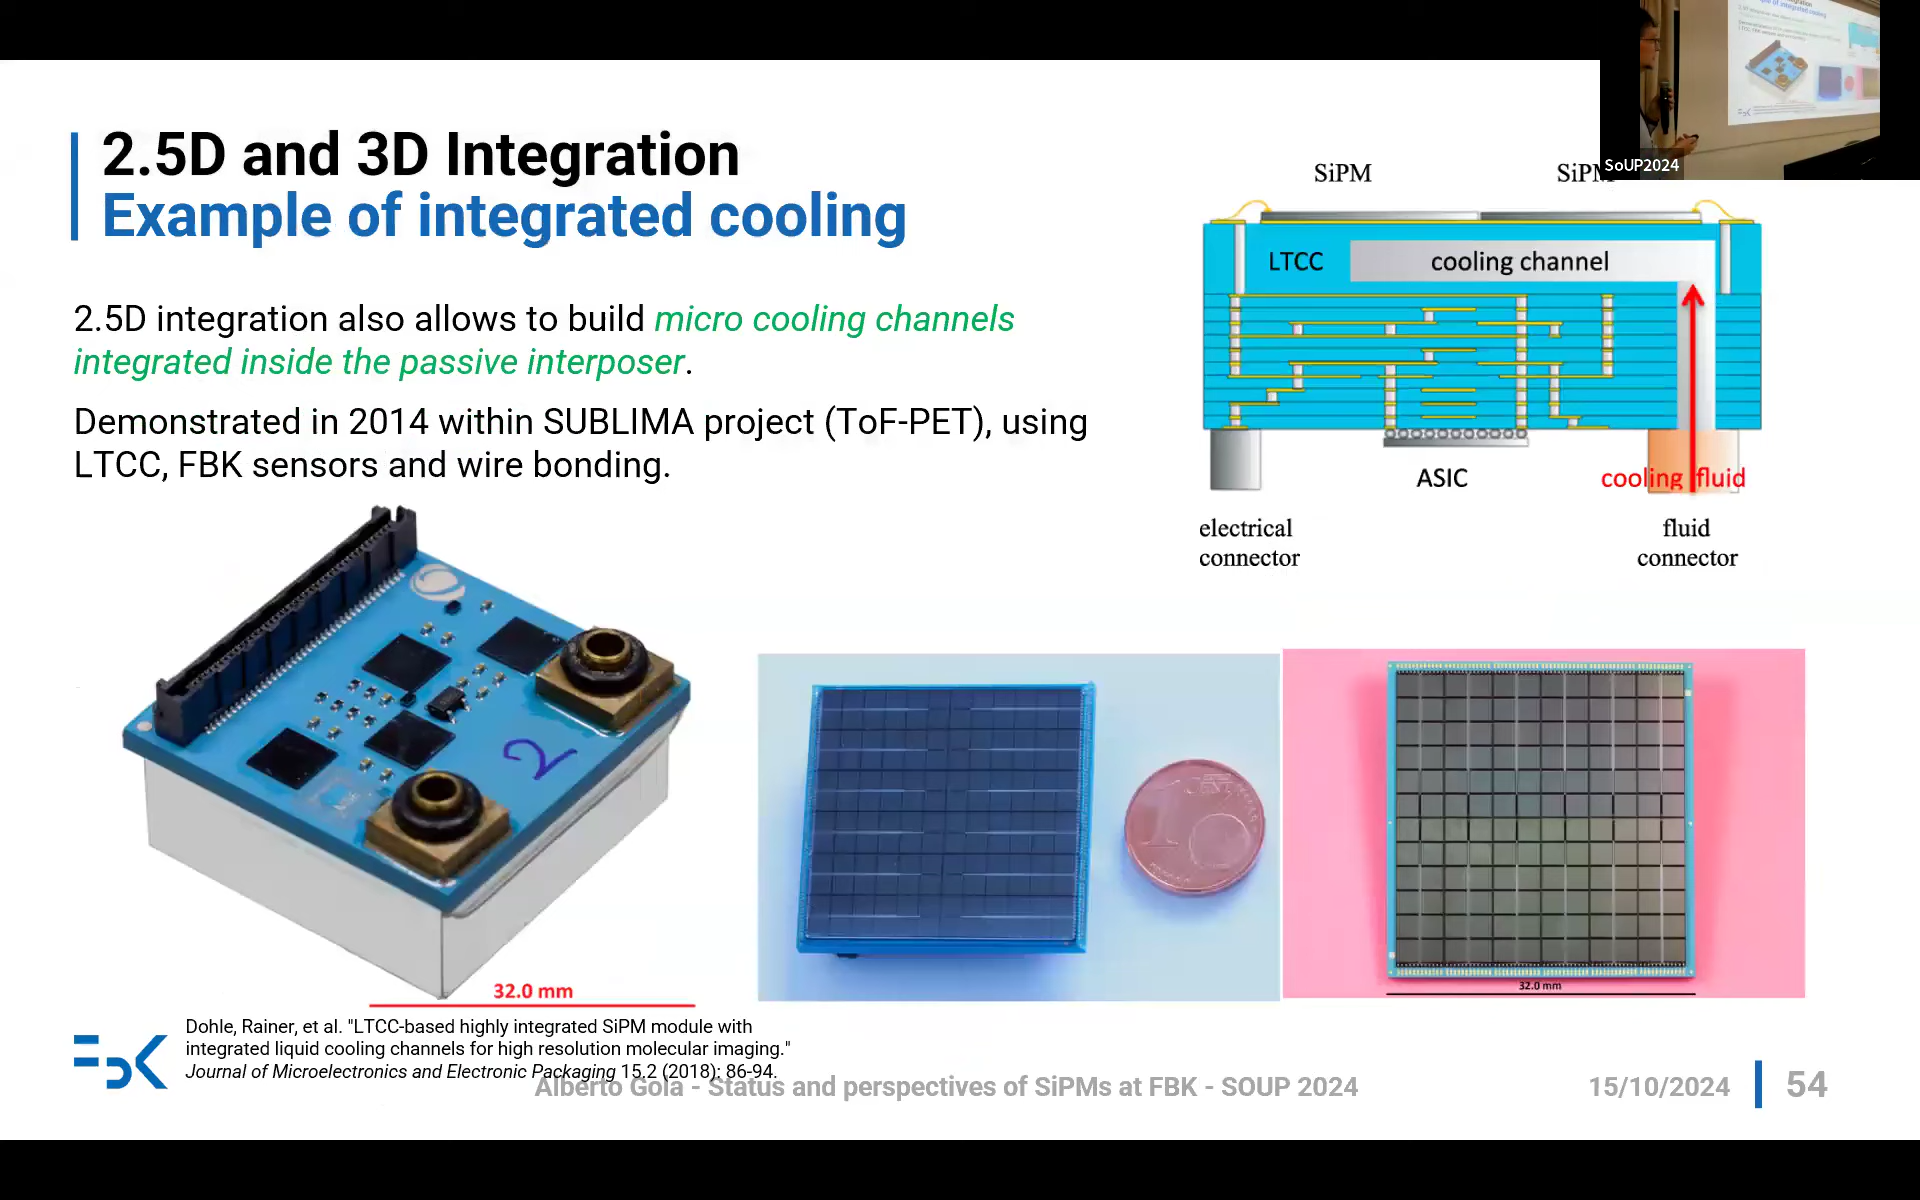 2.5D and 3D Integration
Example of integrated cooling
2.5D integration also allows to build micro cooling channels
integrated inside the passive interposer.
Demonstrated in 2014 within SUBLIMA project (ToF-PET), using
LTCC, FBK sensors and wire bonding.
SiPM
SiPM
SoUP2024
LTCC
cooling channel
ASIC
cooling fluid
electrical
connector
fluid
connector
2
32.0 mm
32.0 mm
FBK
Dohle, Rainer, et al. "LTCC-based highly integrated SiPM module with
integrated liquid cooling channels for high resolution molecular imaging."
Journal of Microelectronics and Electronic Packaging 15.2 (2018): 86-94.
Alberto Gola - Status and perspectives of SiPMs at FBK - SOUP 2024
15/10/2024
54